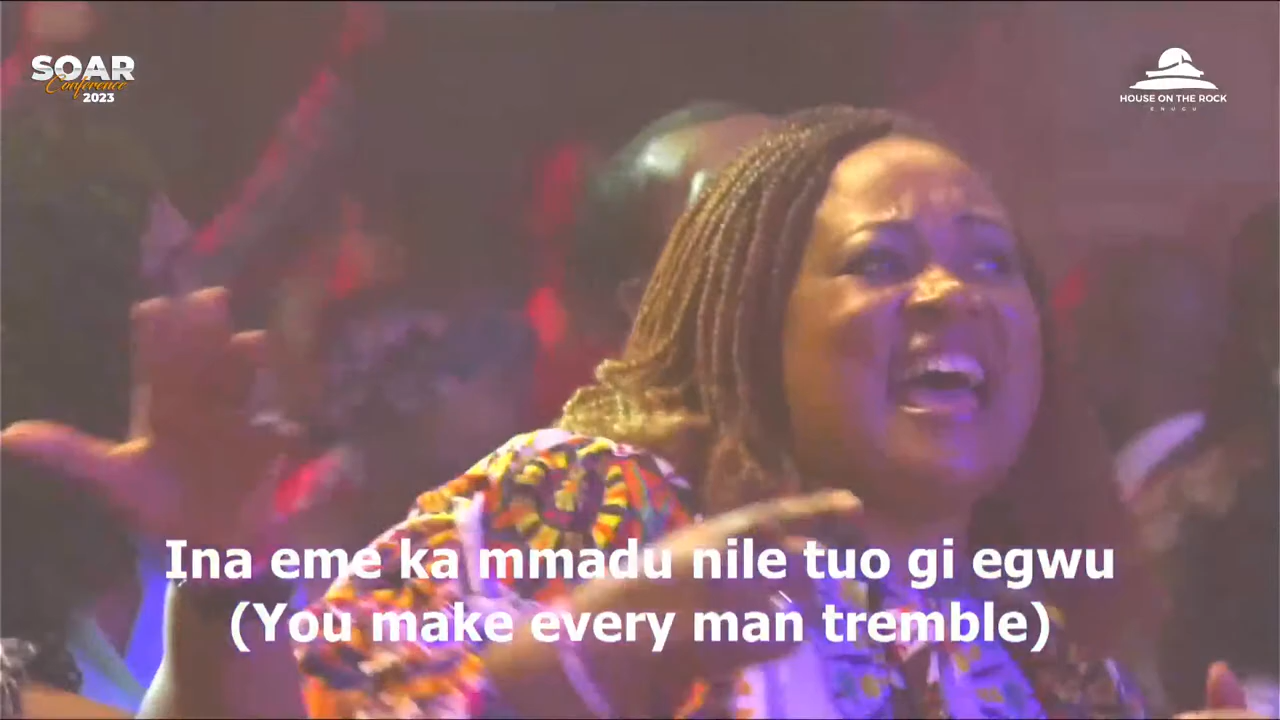 SOAR
Conference
2023
HOUSE ON THE ROCK
ENUGU
Ina eme ka mmadu nile tuo gi egwu
(You make every man tremble)